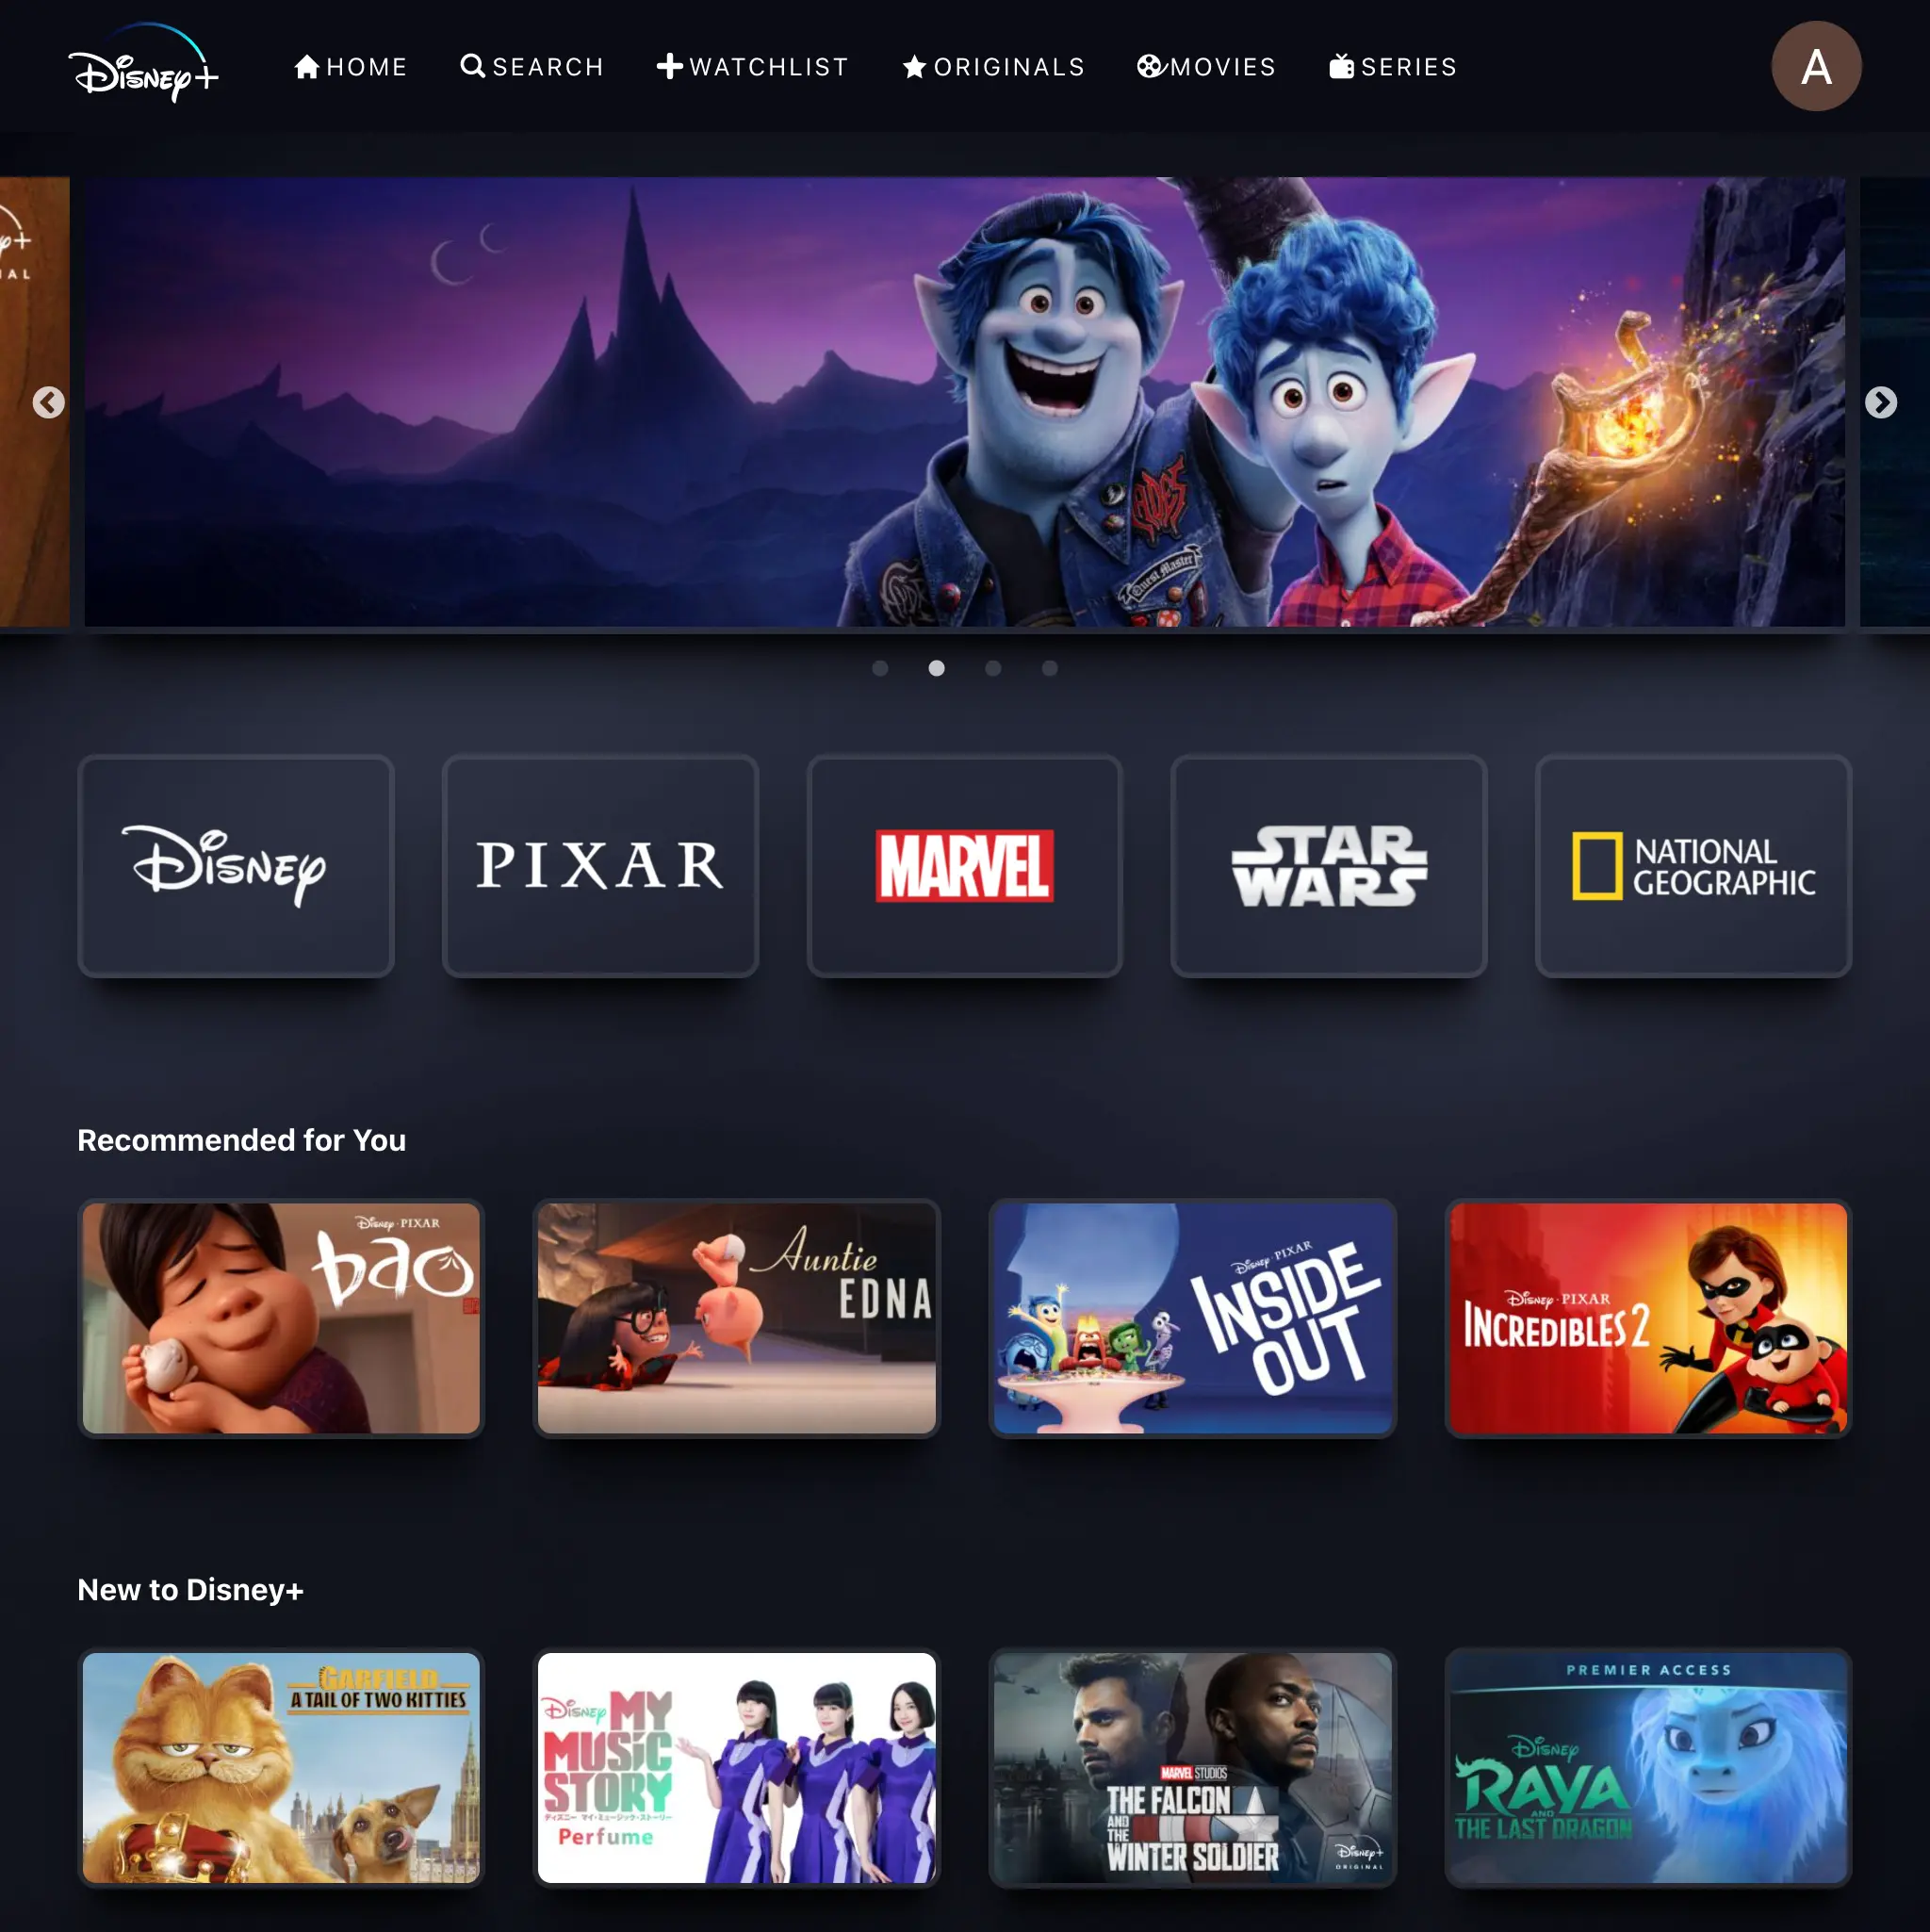 Disney+
HOME
SEARCH
WATCHLIST
ORIGINALS
MOVIES
SERIES
A
Quest Master
Disney
PIXAR
MARVEL
STAR
WARS
NATIONAL
GEOGRAPHIC
Recommended for You
Disney·PIXAR
bao
Auntie
EDNA
Disney·PIXAR
INSIDE
OUT
Disney·PIXAR
INCREDIBLES 2
New to Disney+
GARFIELD
A TAIL OF TWO KITTIES
Disney MY
MUSIC
STORY
ディズニー マイ・ミュージック・ストーリー
Perfume
MARVEL STUDIOS
THE FALCON
AND
THE
WINTER SOLDIER
Disney+
ORIGINAL
PREMIER ACCESS
Disney
RAYA
AND
THE LAST DRAGON